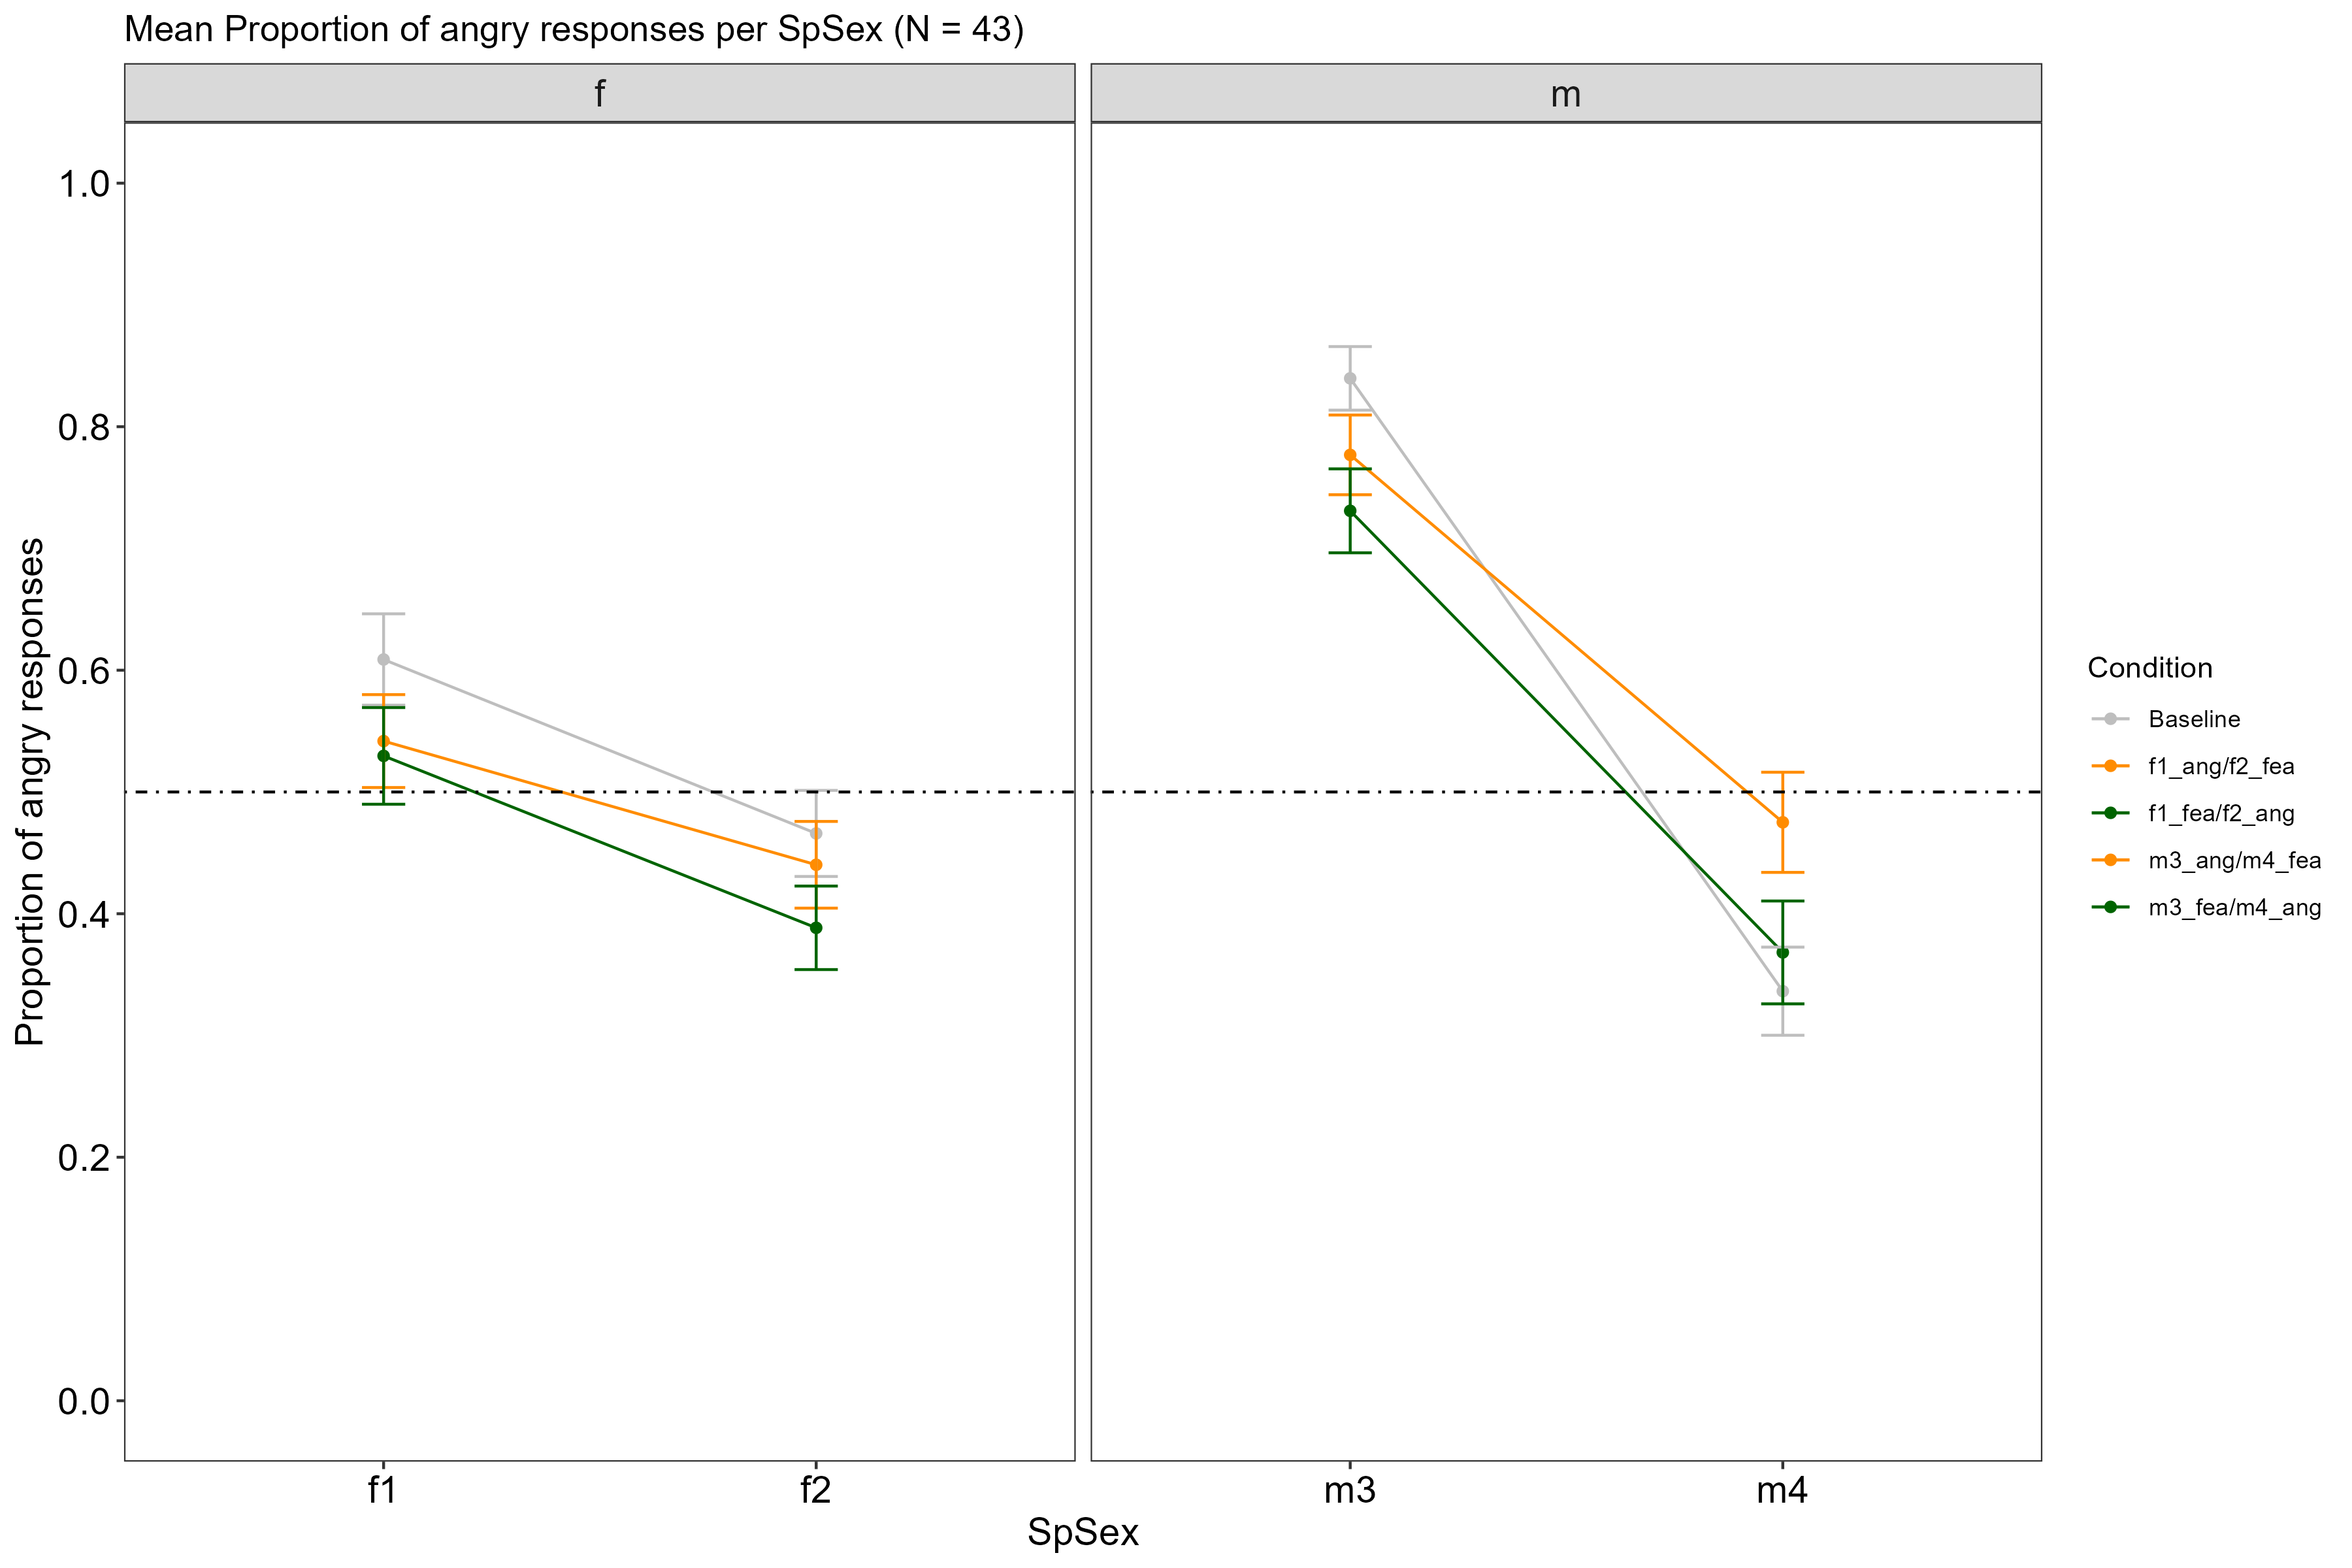 Mean Proportion of angry responses per SpSex (N = 43)
f
m
Proportion of angry responses
1.0
0.8
0.6
0.4
0.2
0.0
f1
f2
m3
m4
SpSex
Condition
Baseline
f1_ang/f2_fea
f1_fea/f2_ang
m3_ang/m4_fea
m3_fea/m4_ang